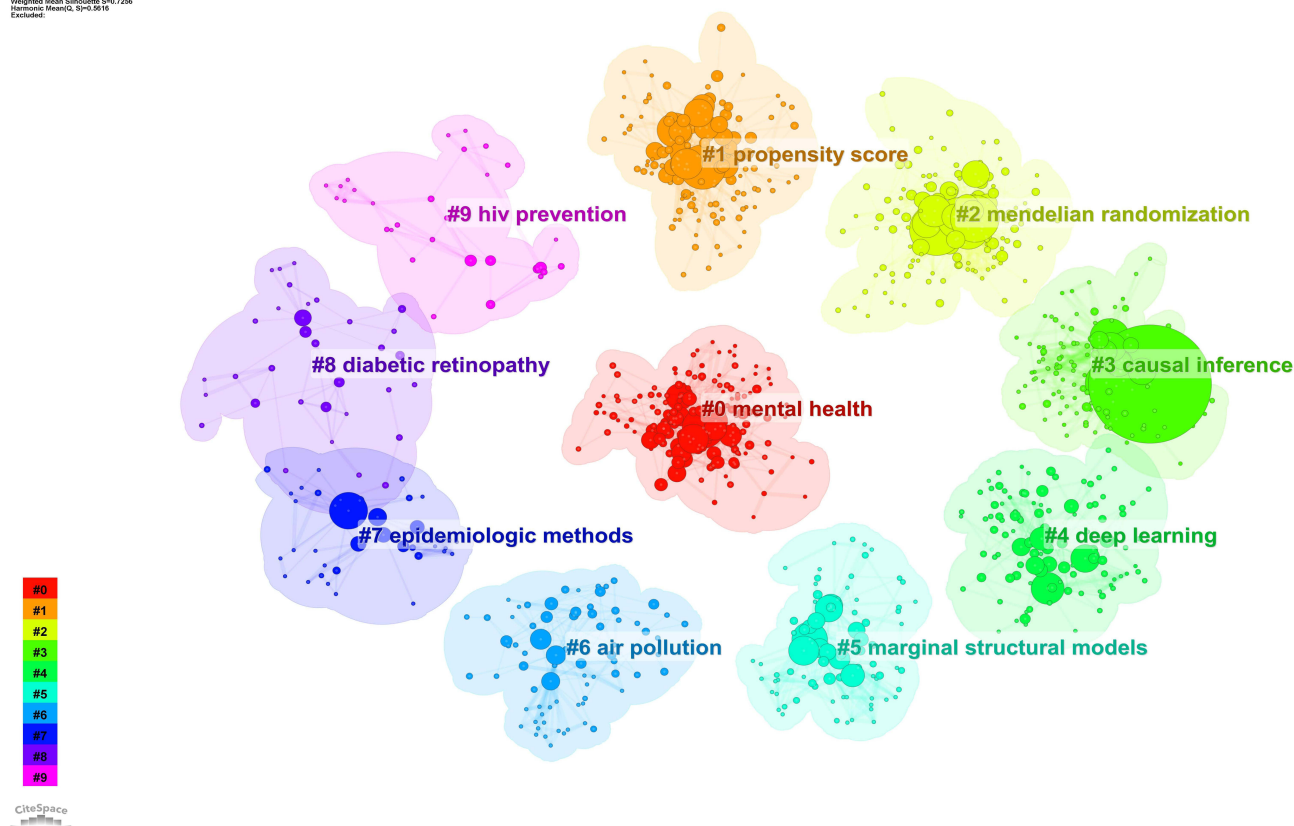 Weighted Mean Silhouette S=0.7256
Harmonic Mean(Q, S)=0.5616
Excluded:
#1 propensity score
#9 hiv prevention
#2 mendelian randomization
#8 diabetic retinopathy
#3 causal inference
#0 mental health
#7 epidemiologic methods
#4 deep learning
#6 air pollution
#5 marginal structural models
#0
#1
#2
#3
#4
#5
#6
#7
#8
#9
CiteSpace